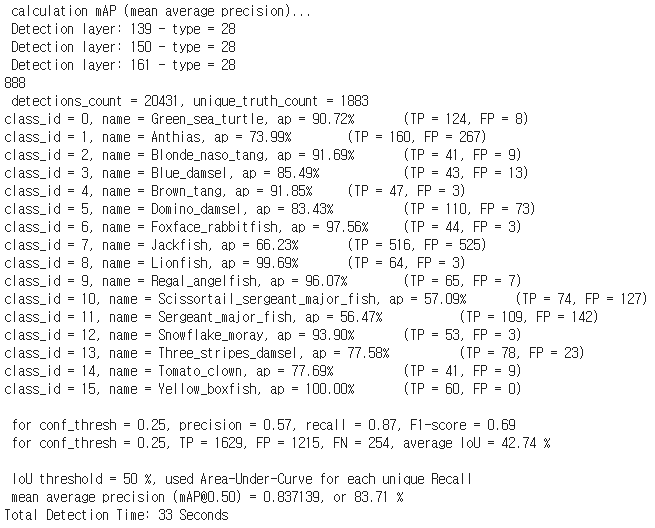 calculation mAP (mean average precision)...
Detection layer: 139 - type = 28
Detection layer: 150 - type = 28
Detection layer: 161 - type = 28
888
detections_count = 20431, unique_truth_count = 1883
class_id = 0, name = Green_sea_turtle, ap = 90.72% (TP = 124, FP = 8)
class_id = 1, name = Anthias, ap = 73.99% (TP = 160, FP = 267)
class_id = 2, name = Blonde_naso_tang, ap = 91.69% (TP = 41, FP = 9)
class_id = 3, name = Blue_damsel, ap = 85.49% (TP = 43, FP = 13)
class_id = 4, name = Brown_tang, ap = 91.85% (TP = 47, FP = 3)
class_id = 5, name = Domino_damsel, ap = 83.43% (TP = 110, FP = 73)
class_id = 6, name = Foxface_rabbitfish, ap = 97.56% (TP = 44, FP = 3)
class_id = 7, name = Jackfish, ap = 66.23% (TP = 516, FP = 525)
class_id = 8, name = Lionfish, ap = 99.69% (TP = 64, FP = 3)
class_id = 9, name = Regal_angelfish, ap = 96.07% (TP = 65, FP = 7)
class_id = 10, name = Scissortail_sergeant_major_fish, ap = 57.09% (TP = 74, FP = 127)
class_id = 11, name = Sergeant_major_fish, ap = 56.47% (TP = 109, FP = 142)
class_id = 12, name = Snowflake_moray, ap = 93.90% (TP = 53, FP = 3)
class_id = 13, name = Three_stripes_damsel, ap = 77.58% (TP = 78, FP = 23)
class_id = 14, name = Tomato_clown, ap = 77.69% (TP = 41, FP = 9)
class_id = 15, name = Yellow_boxfish, ap = 100.00% (TP = 60, FP = 0)
for conf_thresh = 0.25, precision = 0.57, recall = 0.87, F1-score = 0.69
for conf_thresh = 0.25, TP = 1629, FP = 1215, FN = 254, average IoU = 42.74 %
IoU threshold = 50 %, used Area-Under-Curve for each unique Recall
mean average precision (mAP@0.50) = 0.837139, or 83.71 %
Total Detection Time: 33 Seconds